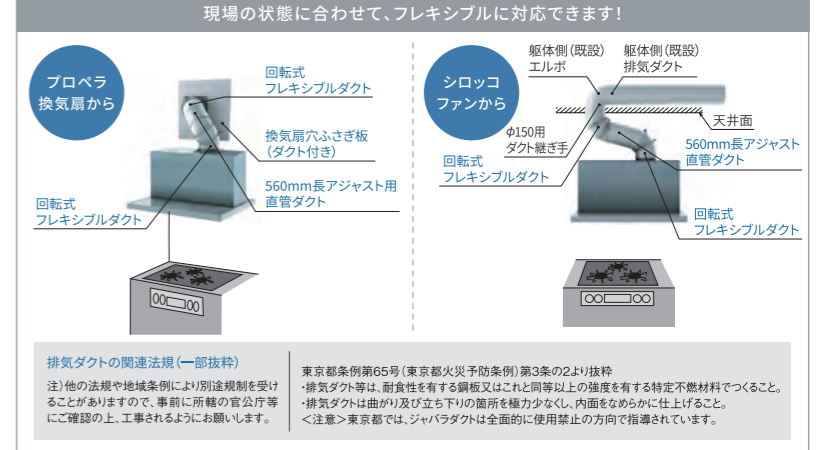 現場の状態に合わせて、フレキシブルに対応できます!
プロペラ
換気扇から
回転式
フレキシブルダクト
換気扇穴ふさぎ板
(ダクト付き)
560mm長アジャスト用
直管ダクト
回転式
フレキシブルダクト
シロッコ
ファンから
躯体側(既設)
エルボ
躯体側(既設)
排気ダクト
天井面
φ150用
ダクト継ぎ手
560mm長アジャスト
直管ダクト
回転式
フレキシブルダクト
回転式
フレキシブルダクト
排気ダクトの関連法規(一部抜粋)
注)他の法規や地域条例により別途規制を受け
ることがありますので、事前に所轄の官公庁等
にご確認の上、工事されるようにお願いします。
東京都条例第65号(東京都火災予防条例)第3条の2より抜粋
・排気ダクト等は、耐食性を有する鋼板又はこれと同等以上の強度を有する特定不燃材料でつくること。
・排気ダクトは曲がり及び立ち下りの箇所を極力少なくし、内面をなめらかに仕上げること。
<注意>東京都では、ジャバラダクトは全面的に使用禁止の方向で指導されています。